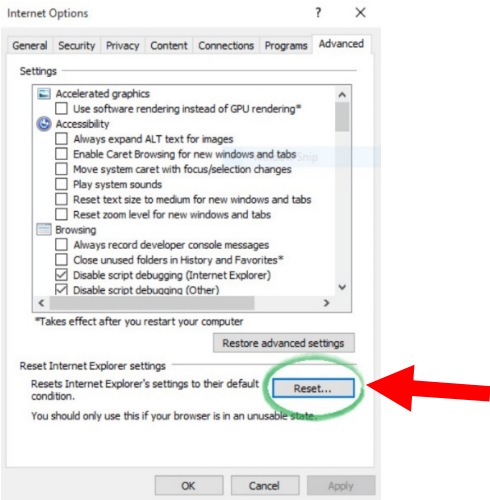 Internet Options ? ×
General Security Privacy Content Connections Programs Advanced
Settings
Accelerated graphics
Use software rendering instead of GPU rendering*
Accessibility
Always expand ALT text for images
Enable Caret Browsing for new windows and tabs
Move system caret with focus/selection changes
Play system sounds
Reset text size to medium for new windows and tabs
Reset zoom level for new windows and tabs
Browsing
Always record developer console messages
Close unused folders in History and Favorites*
Disable script debugging (Internet Explorer)
Disable script debugging (Other)
*Takes effect after you restart your computer
Restore advanced settings
Reset Internet Explorer settings
Resets Internet Explorer's settings to their default
condition.
Reset...
You should only use this if your browser is in an unusable state.
OK Cancel Apply